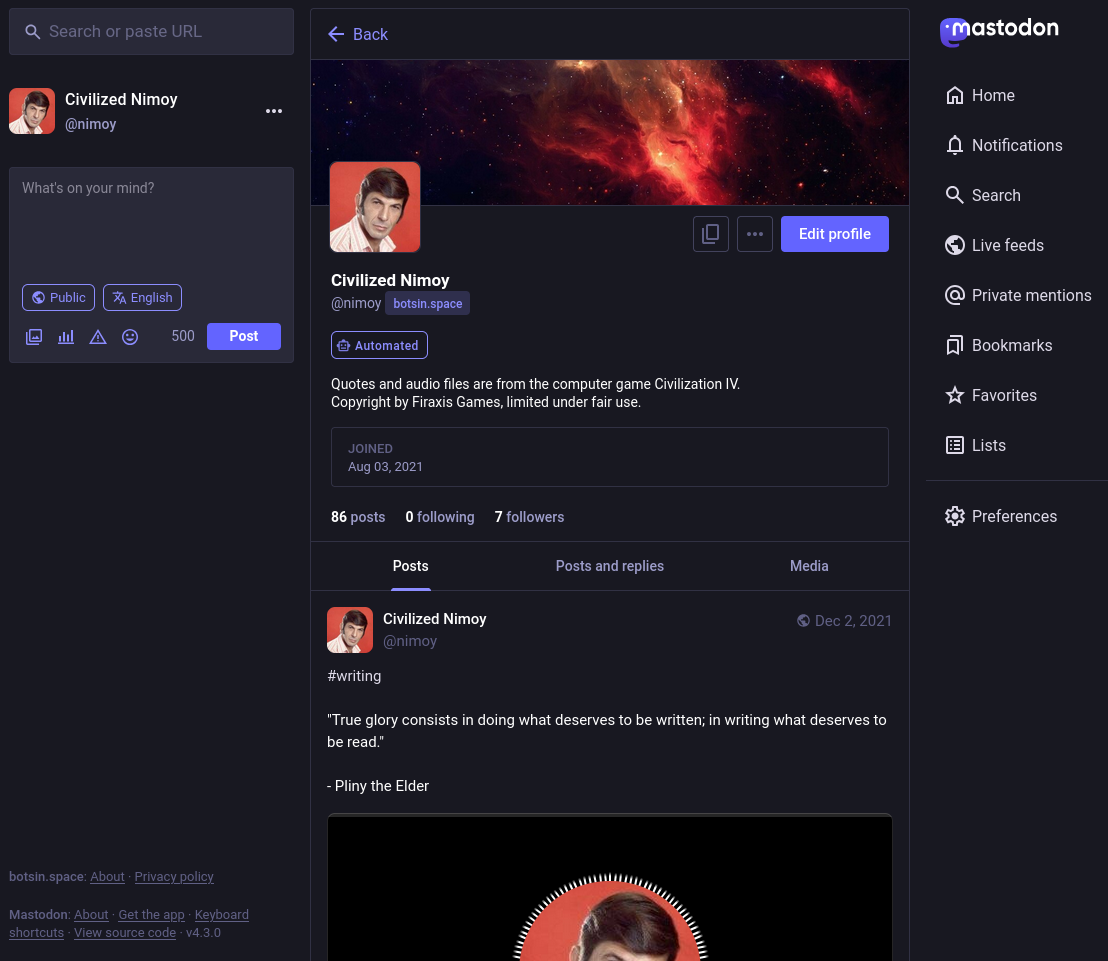 Search or paste URL
Civilized Nimoy
@nimoy
What's on your mind?
Public
English
500
Post
botsin.space: About · Privacy policy
Mastodon: About · Get the app · Keyboard
shortcuts · View source code · v4.3.0
Back
Edit profile
Civilized Nimoy
@nimoy botsin.space
Automated
Quotes and audio files are from the computer game Civilization IV.
Copyright by Firaxis Games, limited under fair use.
JOINED
Aug 03, 2021
86 posts 0 following 7 followers
Posts Posts and replies Media
Civilized Nimoy
Dec 2, 2021
@nimoy
#writing
"True glory consists in doing what deserves to be written; in writing what deserves to
be read."
- Pliny the Elder
mastodon
Home
Notifications
Search
Live feeds
Private mentions
Bookmarks
Favorites
Lists
Preferences